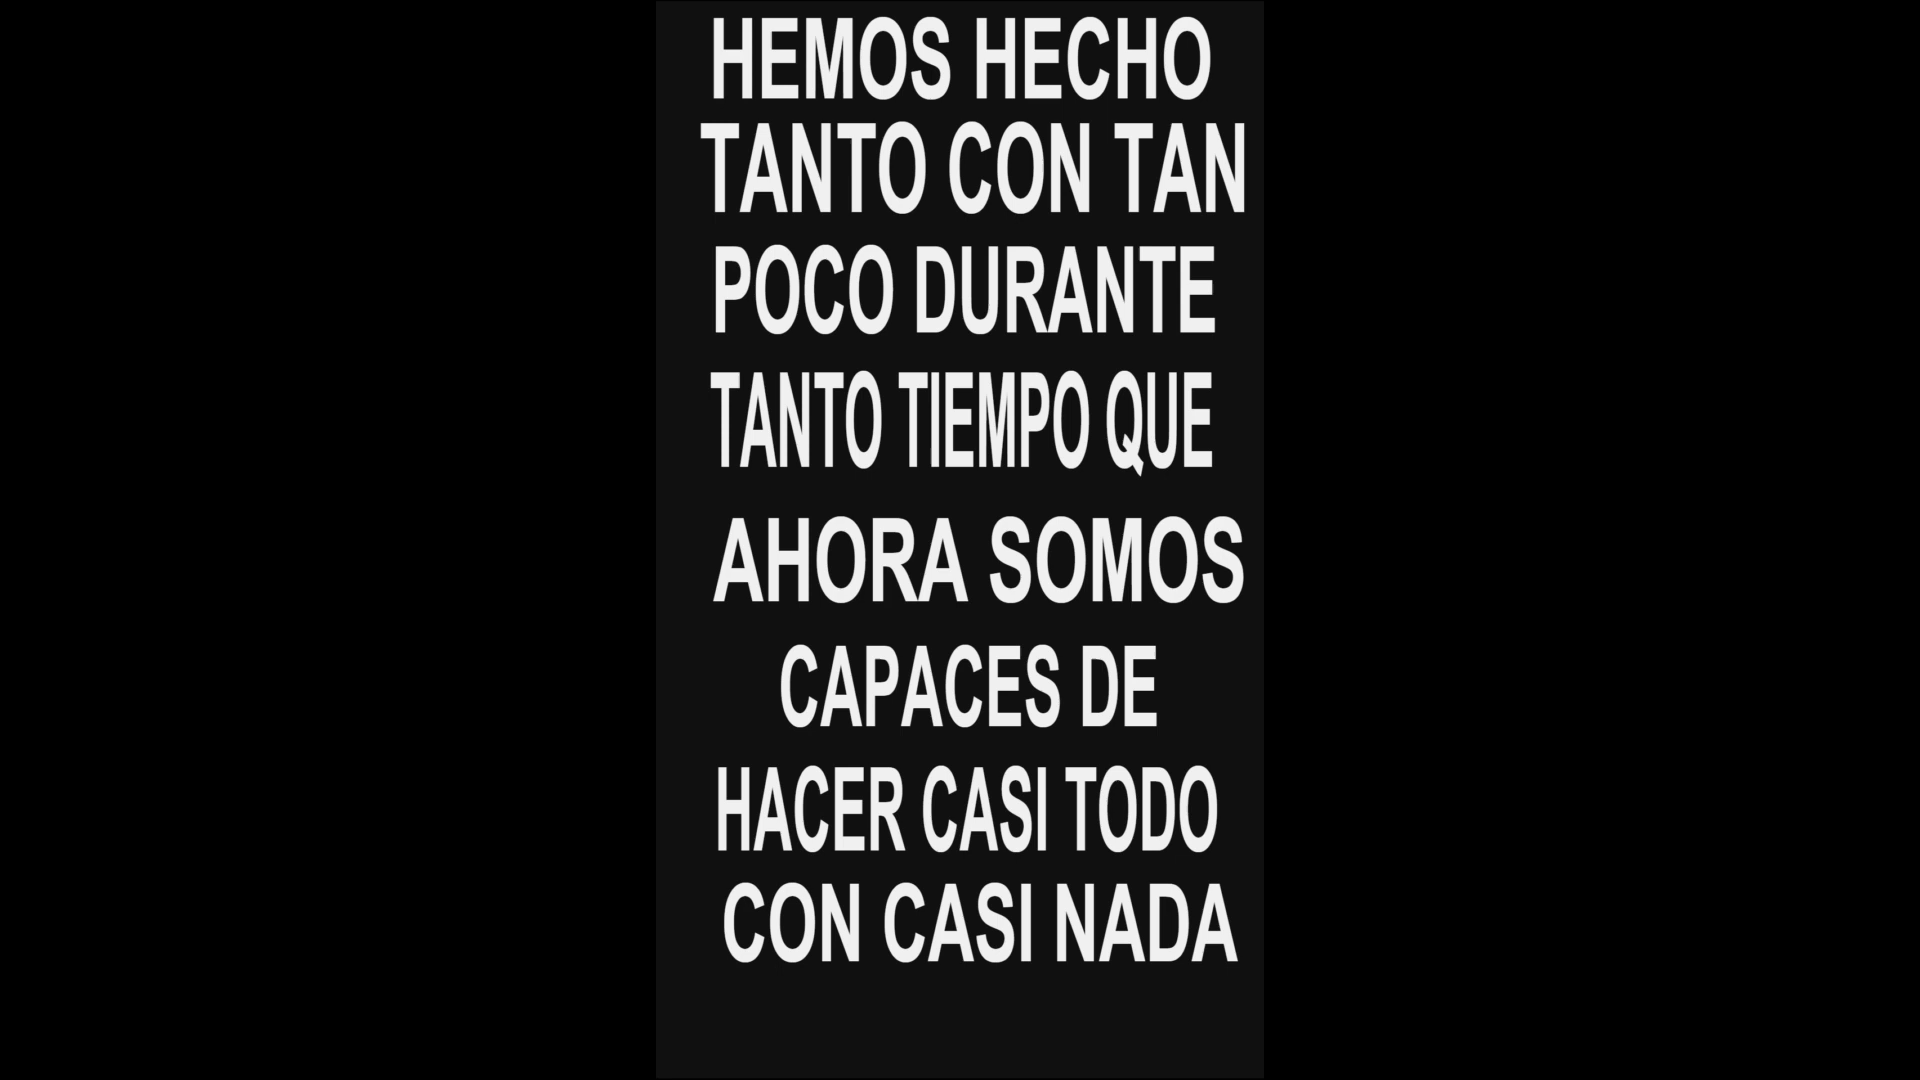 HEMOS HECHO
TANTO CON TAN
POCO DURANTE
TANTO TIEMPO QUE
AHORA SOMOS
CAPACES DE
HACER CASI TODO
CON CASI NADA